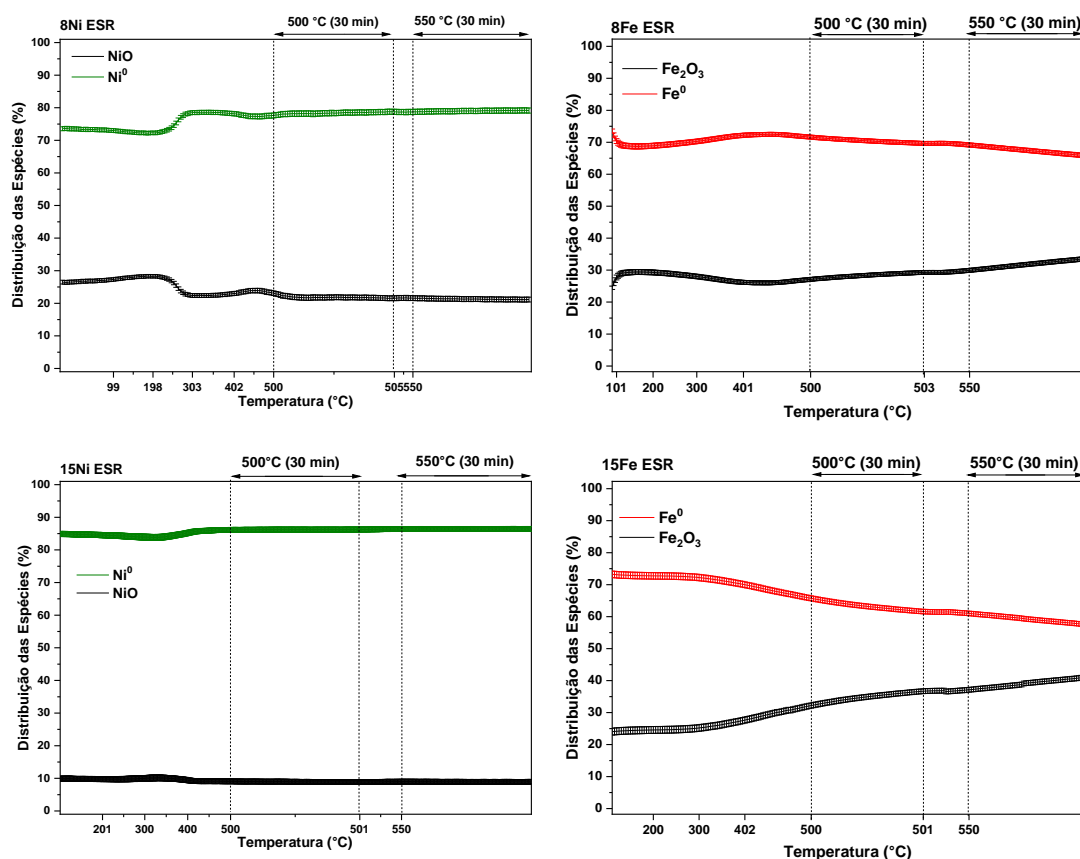 8Ni ESR
500 °C (30 min)
550 °C (30 min)
NiO
Ni⁰
Distribuição das Espécies (%)
100
90
80
70
60
50
40
30
20
10
0
99
198
303
402
500
505
550
Temperatura (°C)
8Fe ESR
500 °C (30 min)
550 °C (30 min)
Fe₂O₃
Fe⁰
Distribuição das Espécies (%)
100
90
80
70
60
50
40
30
20
10
0
101
200
300
401
500
503
550
Temperatura (°C)
15Ni ESR
500°C (30 min)
550°C (30 min)
Ni⁰
NiO
Distribuição das Espécies (%)
100
90
80
70
60
50
40
30
20
10
0
201
300
400
500
501
550
Temperatura (°C)
15Fe ESR
500°C (30 min)
550°C (30 min)
Fe⁰
Fe₂O₃
Distribuição das Espécies (%)
100
90
80
70
60
50
40
30
20
10
0
200
300
402
500
501
550
Temperatura (°C)